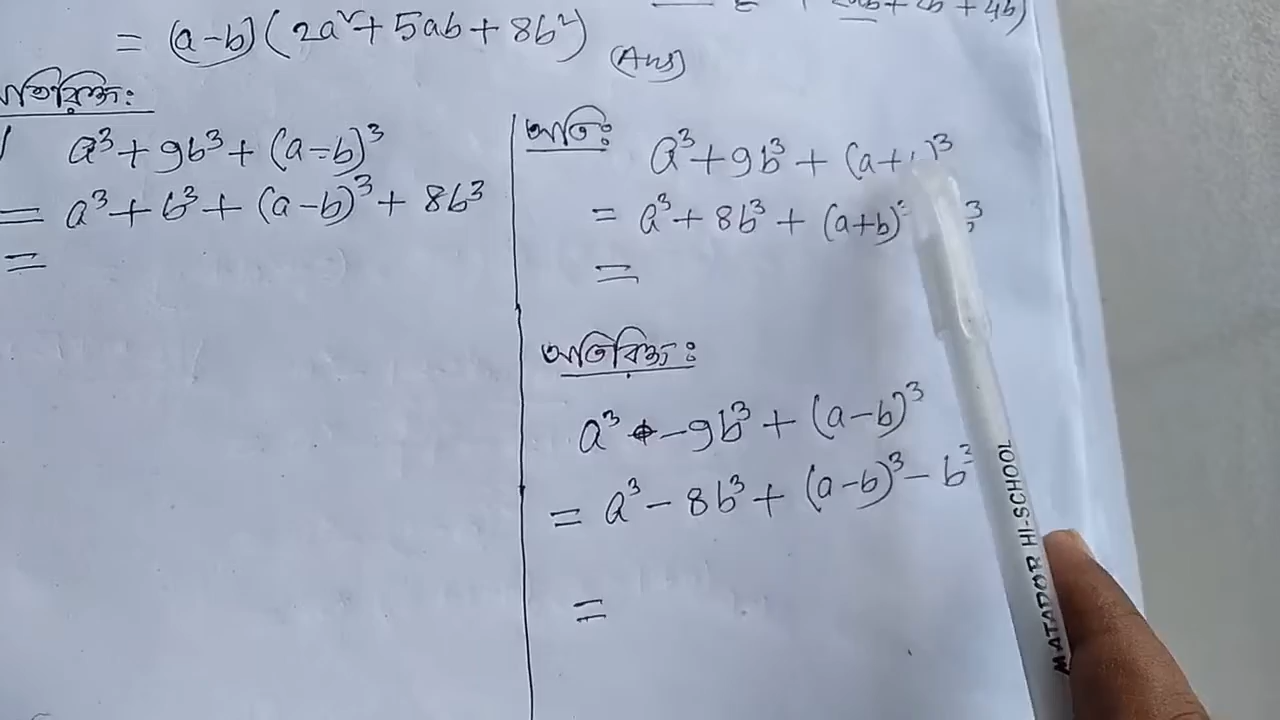 = (a-b)(2a²+5ab+8b²) (Ans)
অতিরিক্ত:
a³+9b³+(a-b)³
= a³+b³+(a-b)³+8b³
=
অতিঃ
a³+9b³+(a+
= a³+8b³+(a+b)
=
অতিরিক্তঃ
a³-9b³+(a-b)³
= a³-8b³+(a-b)³-b³
=
MATADOR HI-SCHOOL